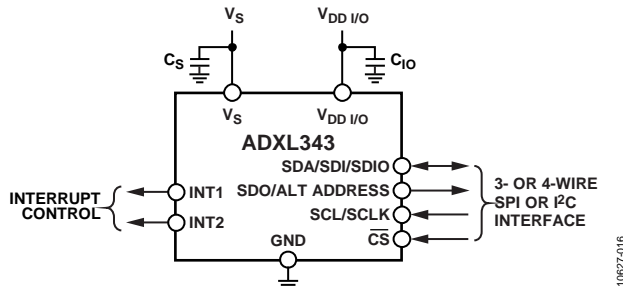 VS
VDD I/O
CS
CIO
VS
VDD I/O
ADXL343
SDA/SDI/SDIO
SDO/ALT ADDRESS
SCL/SCLK
CS
INT1
INT2
GND
INTERRUPT
CONTROL
3- OR 4-WIRE
SPI OR I2C
INTERFACE
10627-016